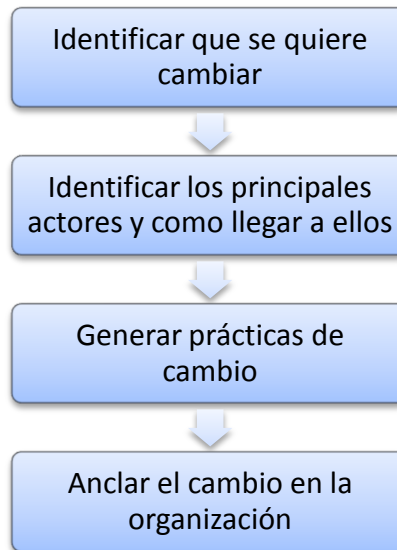 Identificar que se quiere
cambiar
Identificar los principales
actores y como llegar a ellos
Generar prácticas de
cambio
Anclar el cambio en la
organización